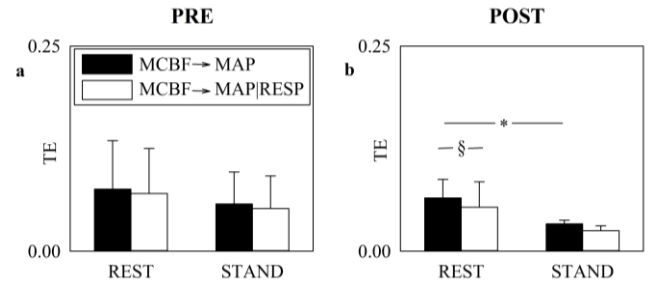 PRE
0.25
a
MCBF→ MAP
MCBF→ MAP|RESP
TE
0.00
REST STAND
POST
0.25
b
TE
*
§
0.00
REST STAND